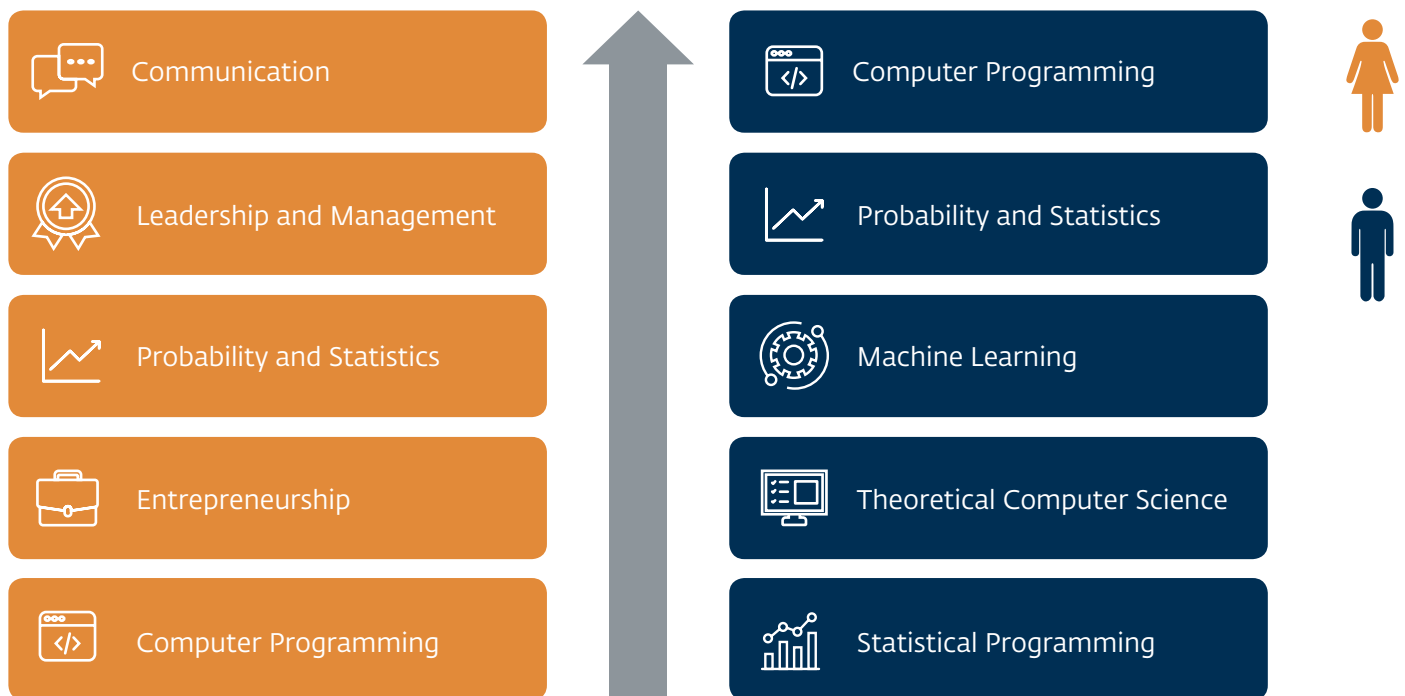 Communication
Leadership and Management
Probability and Statistics
Entrepreneurship
Computer Programming
Computer Programming
Probability and Statistics
Machine Learning
Theoretical Computer Science
Statistical Programming